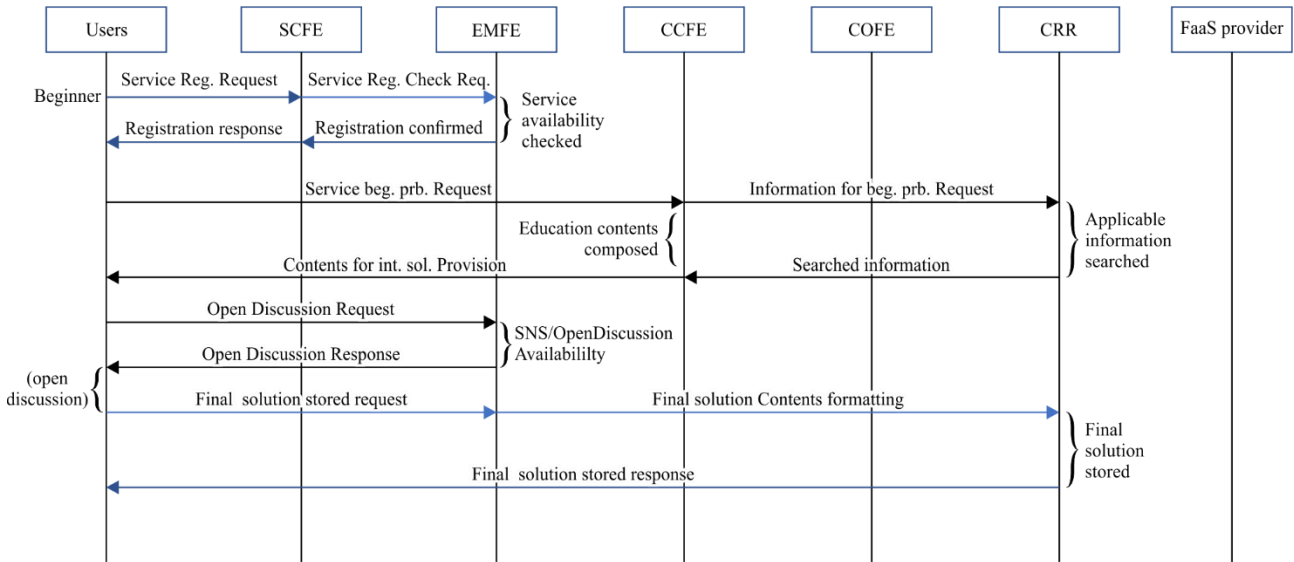 Users
SCFE
EMFE
CCFE
COFE
CRR
FaaS provider
Beginner
Service Reg. Request
Service Reg. Check Req.
Service
availability
checked
Registration response
Registration confirmed
Service beg. prb. Request
Information for beg. prb. Request
Education contents
composed
Applicable
information
searched
Contents for int. sol. Provision
Searched information
Open Discussion Request
SNS/OpenDiscussion
Availabililty
Open Discussion Response
(open
discussion)
Final solution stored request
Final solution Contents formatting
Final
solution
stored
Final solution stored response